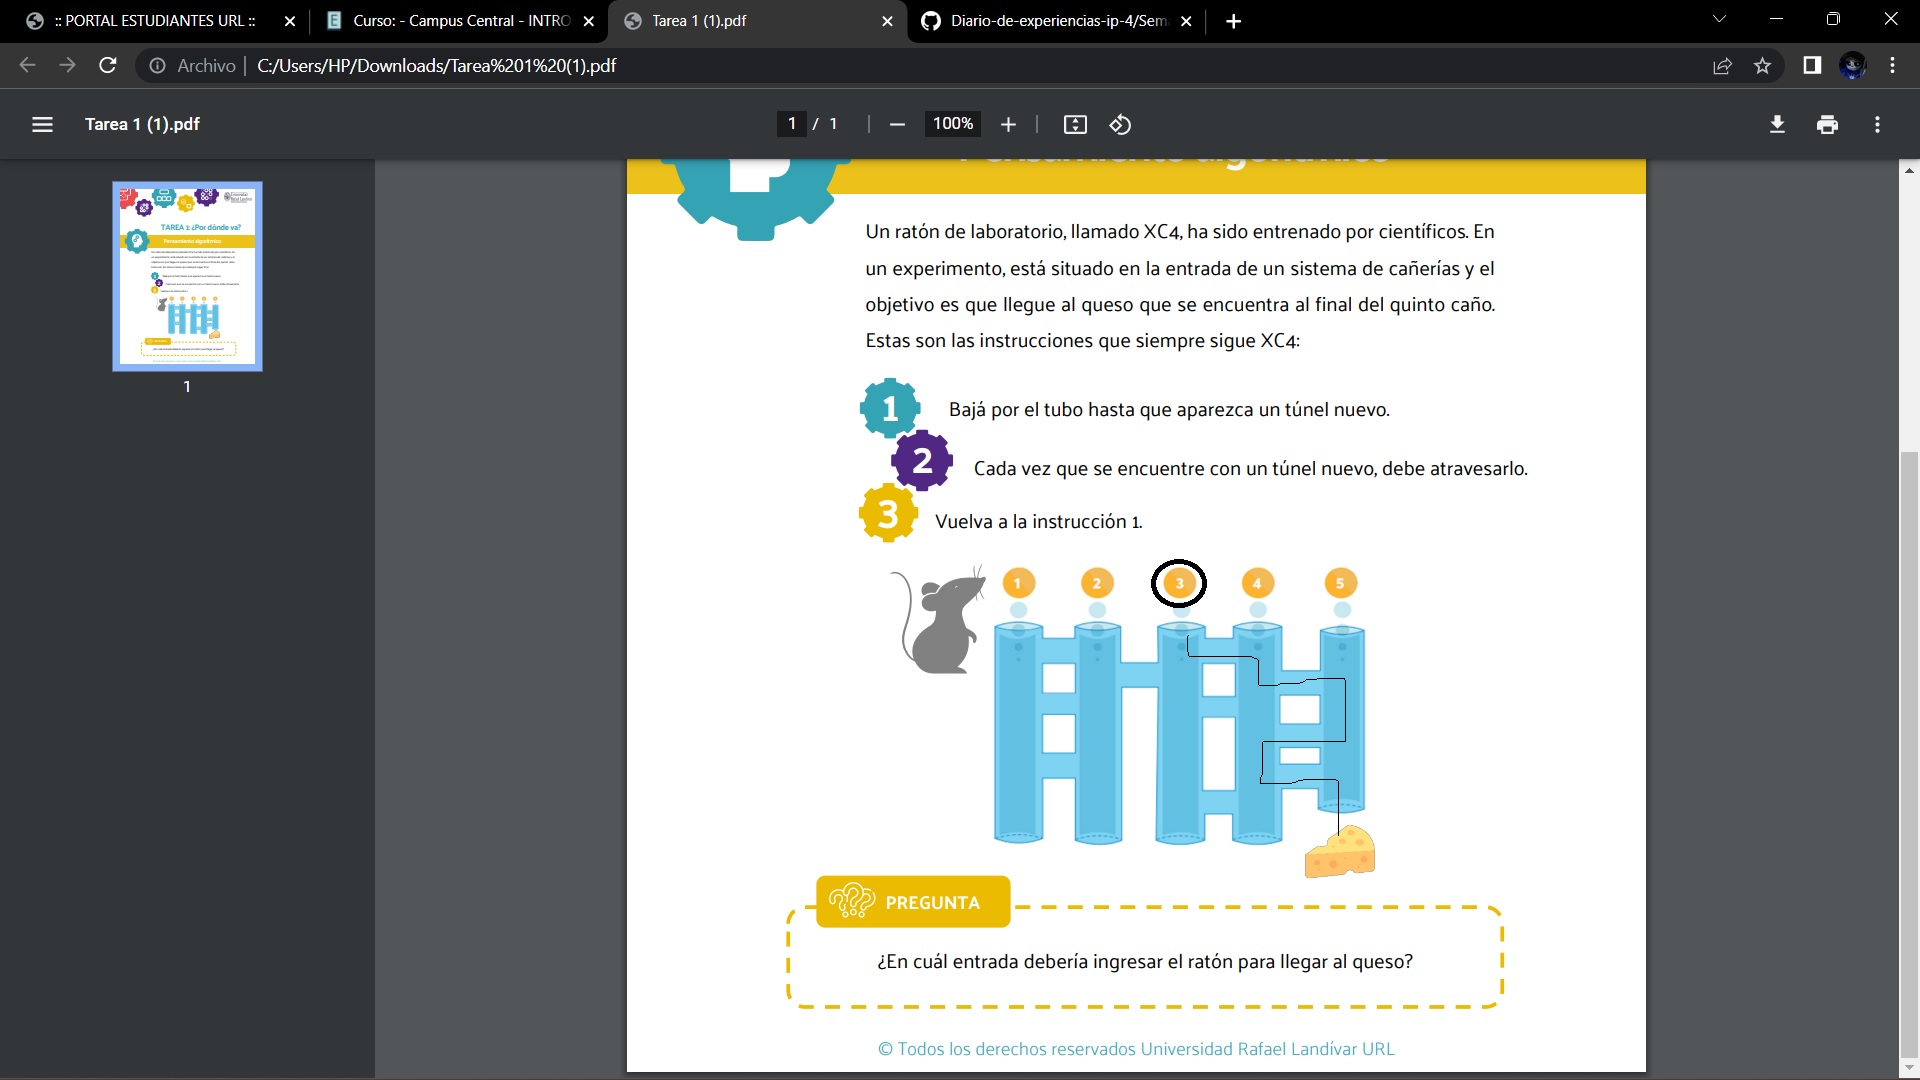 :: PORTAL ESTUDIANTES URL ::
Curso: - Campus Central - INTRO
Tarea 1 (1).pdf
Diario-de-experiencias-ip-4/Sem
Archivo
C:/Users/HP/Downloads/Tarea%201%20(1).pdf
Tarea 1 (1).pdf
1 / 1
100%
TAREA 1: ¿Por dónde va?
Pensamiento algorítmico
1
Un ratón de laboratorio, llamado XC4, ha sido entrenado por científicos. En
un experimento, está situado en la entrada de un sistema de cañerías y el
objetivo es que llegue al queso que se encuentra al final del quinto caño.
Estas son las instrucciones que siempre sigue XC4:
1 Bajá por el tubo hasta que aparezca un túnel nuevo.
2 Cada vez que se encuentre con un túnel nuevo, debe atravesarlo.
3 Vuelva a la instrucción 1.
1 2 3 4 5
PREGUNTA
¿En cuál entrada debería ingresar el ratón para llegar al queso?
© Todos los derechos reservados Universidad Rafael Landívar URL